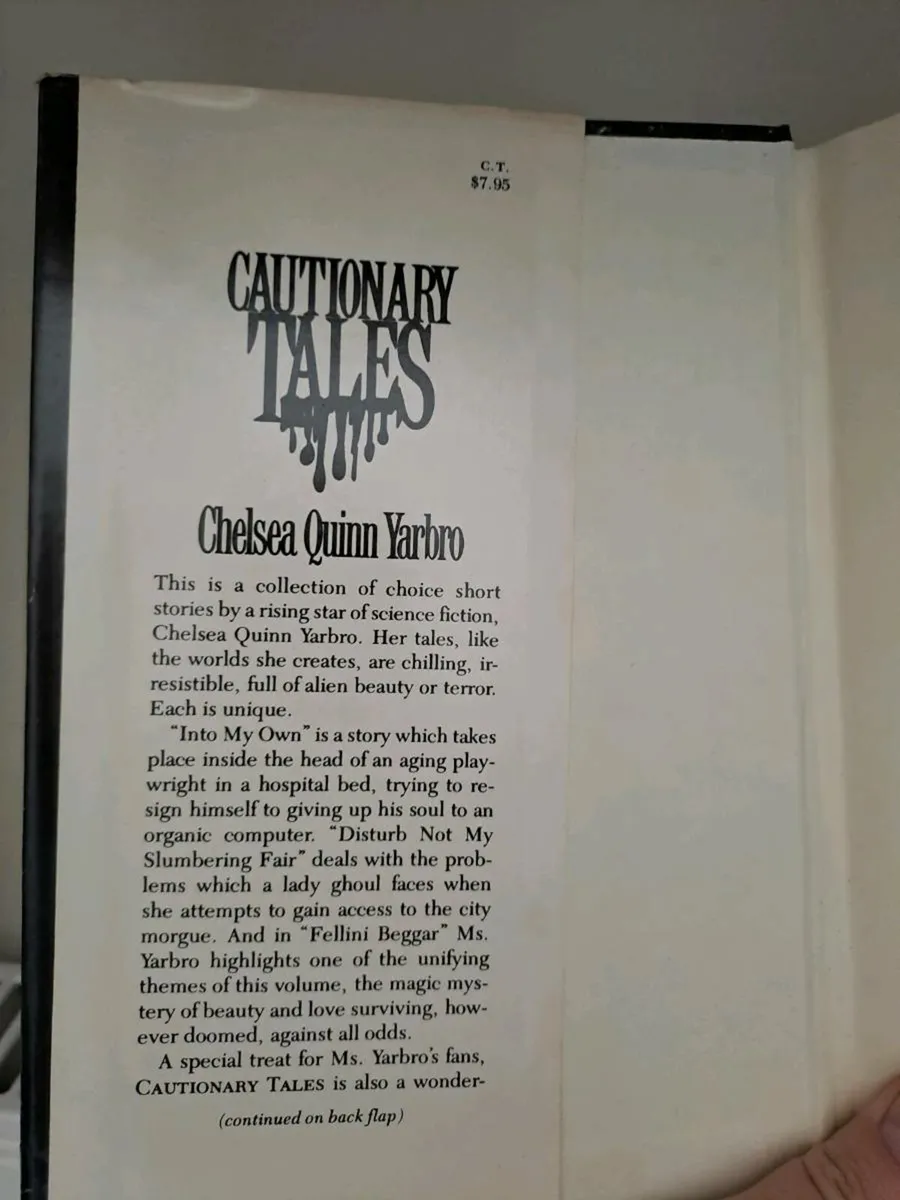 C.T.
$7.95
CAUTIONARY
TALES
Chelsea Quinn Yarbro
This is a collection of choice short
stories by a rising star of science fiction,
Chelsea Quinn Yarbro. Her tales, like
the worlds she creates, are chilling, ir-
resistible, full of alien beauty or terror.
Each is unique.
"Into My Own" is a story which takes
place inside the head of an aging play-
wright in a hospital bed, trying to re-
sign himself to giving up his soul to an
organic computer. "Disturb Not My
Slumbering Fair" deals with the prob-
lems which a lady ghoul faces when
she attempts to gain access to the city
morgue. And in "Fellini Beggar" Ms.
Yarbro highlights one of the unifying
themes of this volume, the magic mys-
tery of beauty and love surviving, how-
ever doomed, against all odds.
A special treat for Ms. Yarbro's fans,
CAUTIONARY TALES is also a wonder-
(continued on back flap)